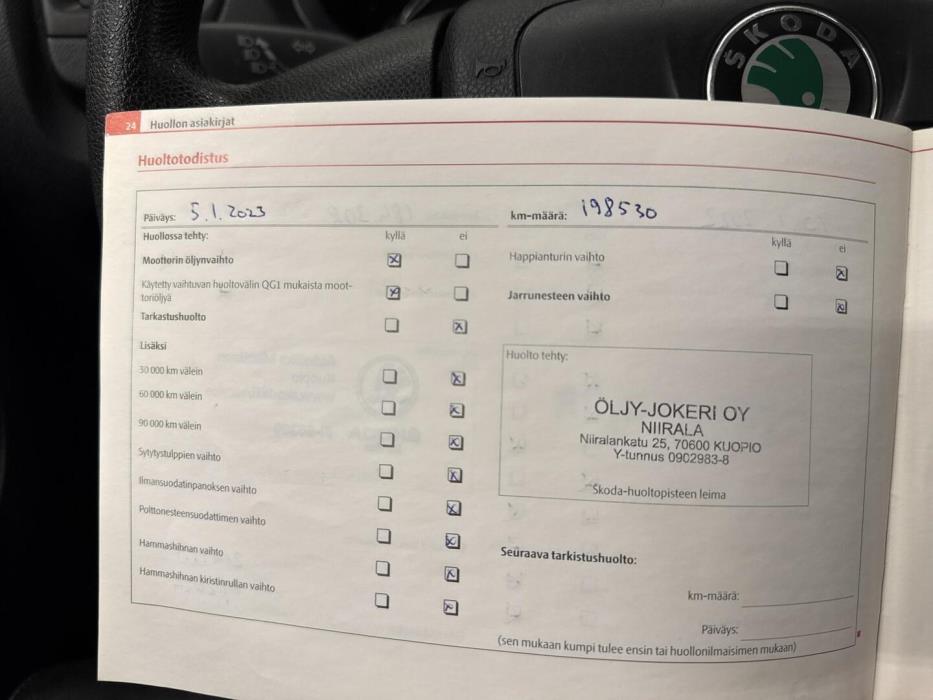 SKODA
24 Huollon asiakirjat
Huoltotodistus
Päiväys: 5.1.2023
Huollossa tehty: kyllä ei
Moottorin öljynvaihto
Käytetty vaihtuvan huoltovälin QG1 mukaista moot-
toriöljyä
Tarkastushuolto
Lisäksi
30 000 km välein
60 000 km välein
90 000 km välein
Sytytystulppien vaihto
Ilmansuodatinpanoksen vaihto
Polttonesteensuodattimen vaihto
Hammashihnan vaihto
Hammashihnan kiristinrullan vaihto
km-määrä: 198530
kyllä ei
Happianturin vaihto
Jarrunesteen vaihto
Huolto tehty:
ÖLJY-JOKERI OY
NIIRALA
Niiralankatu 25, 70600 KUOPIO
Y-tunnus 0902983-8
Skoda-huoltopisteen leima
Seuraava tarkistushuolto:
km-määrä:
Päiväys:
(sen mukaan kumpi tulee ensin tai huollonilmaisimen mukaan)